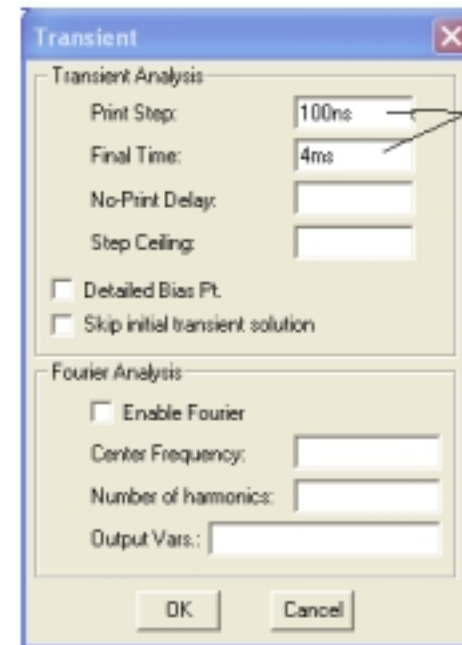 Transient
Transient Analysis
Print Step: 100ns
Final Time: 4ms
No-Print Delay:
Step Ceiling:
Detailed Bias Pt.
Skip initial transient solution
Fourier Analysis
Enable Fourier
Center Frequency:
Number of harmonics:
Output Vars.:
OK Cancel